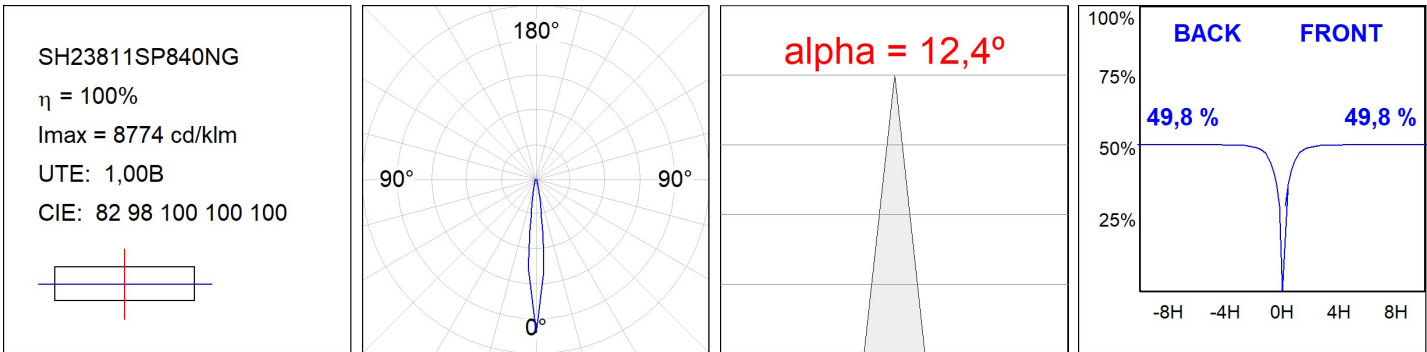 SH23811SP840NG
η = 100%
Imax = 8774 cd/klm
UTE: 1,00B
CIE: 82 98 100 100 100
180°
90°
90°
0°
alpha = 12,4º
100%
BACK
FRONT
75%
49,8 %
49,8 %
50%
25%
-8H
-4H
0H
4H
8H